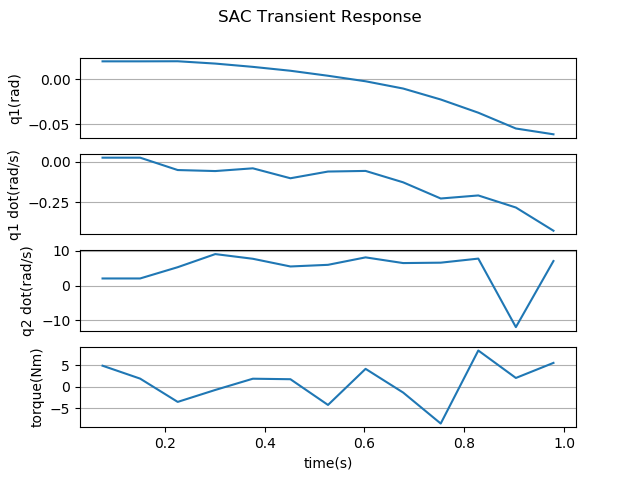 SAC Transient Response
q1(rad)
0.00
−0.05
q1 dot(rad/s)
0.00
−0.25
q2 dot(rad/s)
10
0
−10
torque(Nm)
5
0
−5
0.2 0.4 0.6 0.8 1.0
time(s)